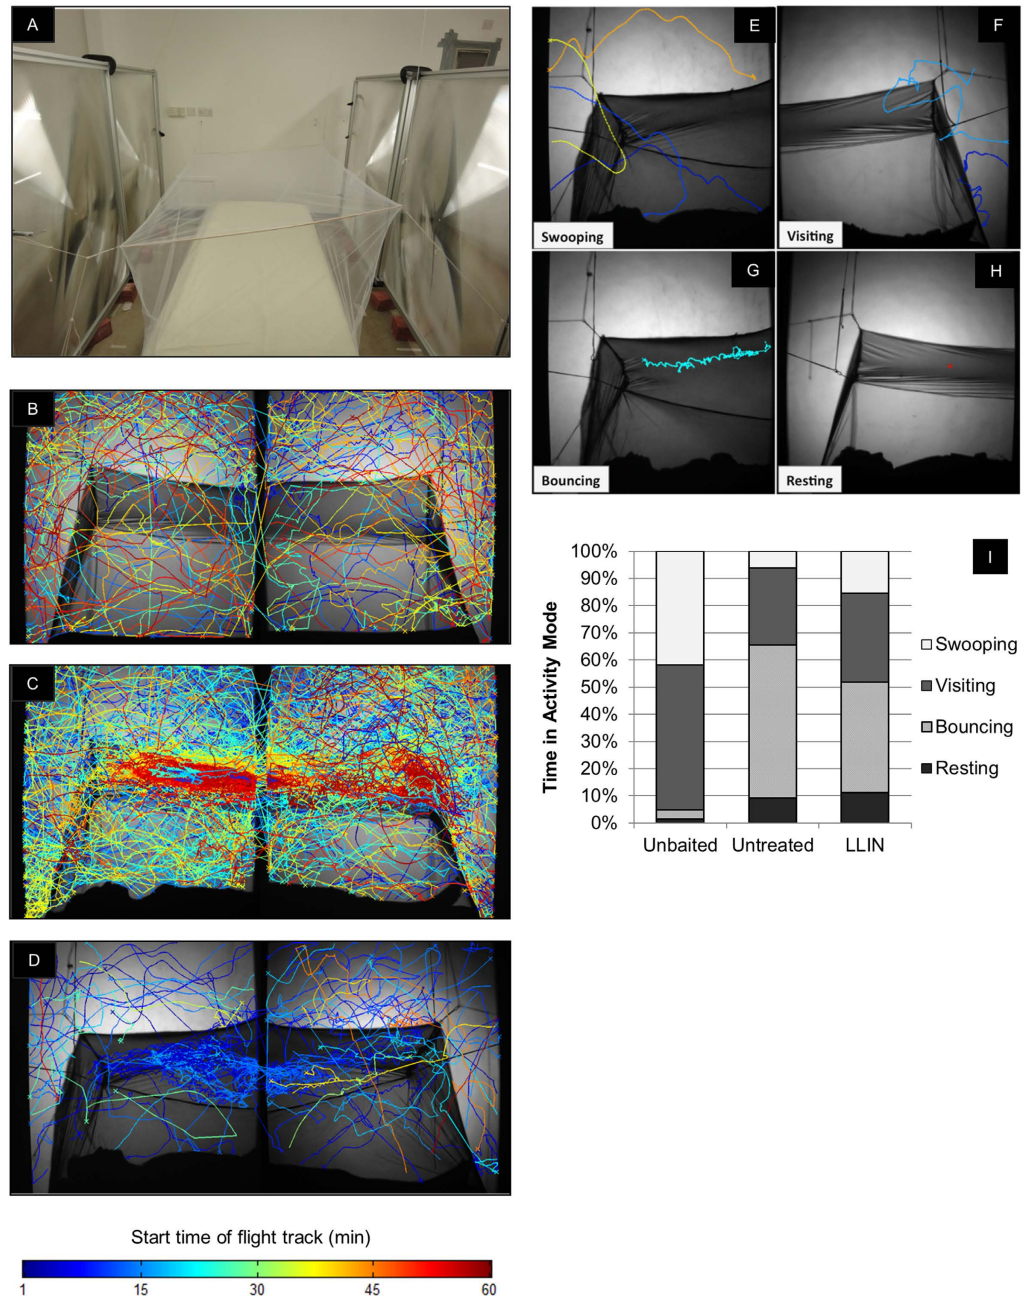 A
B
C
D
Start time of flight track (min)
1 15 30 45 60
E
Swooping
F
Visiting
G
Bouncing
H
Resting
I
Time in Activity Mode
100%
90%
80%
70%
60%
50%
40%
30%
20%
10%
0%
Unbaited Untreated LLIN
Swooping
Visiting
Bouncing
Resting